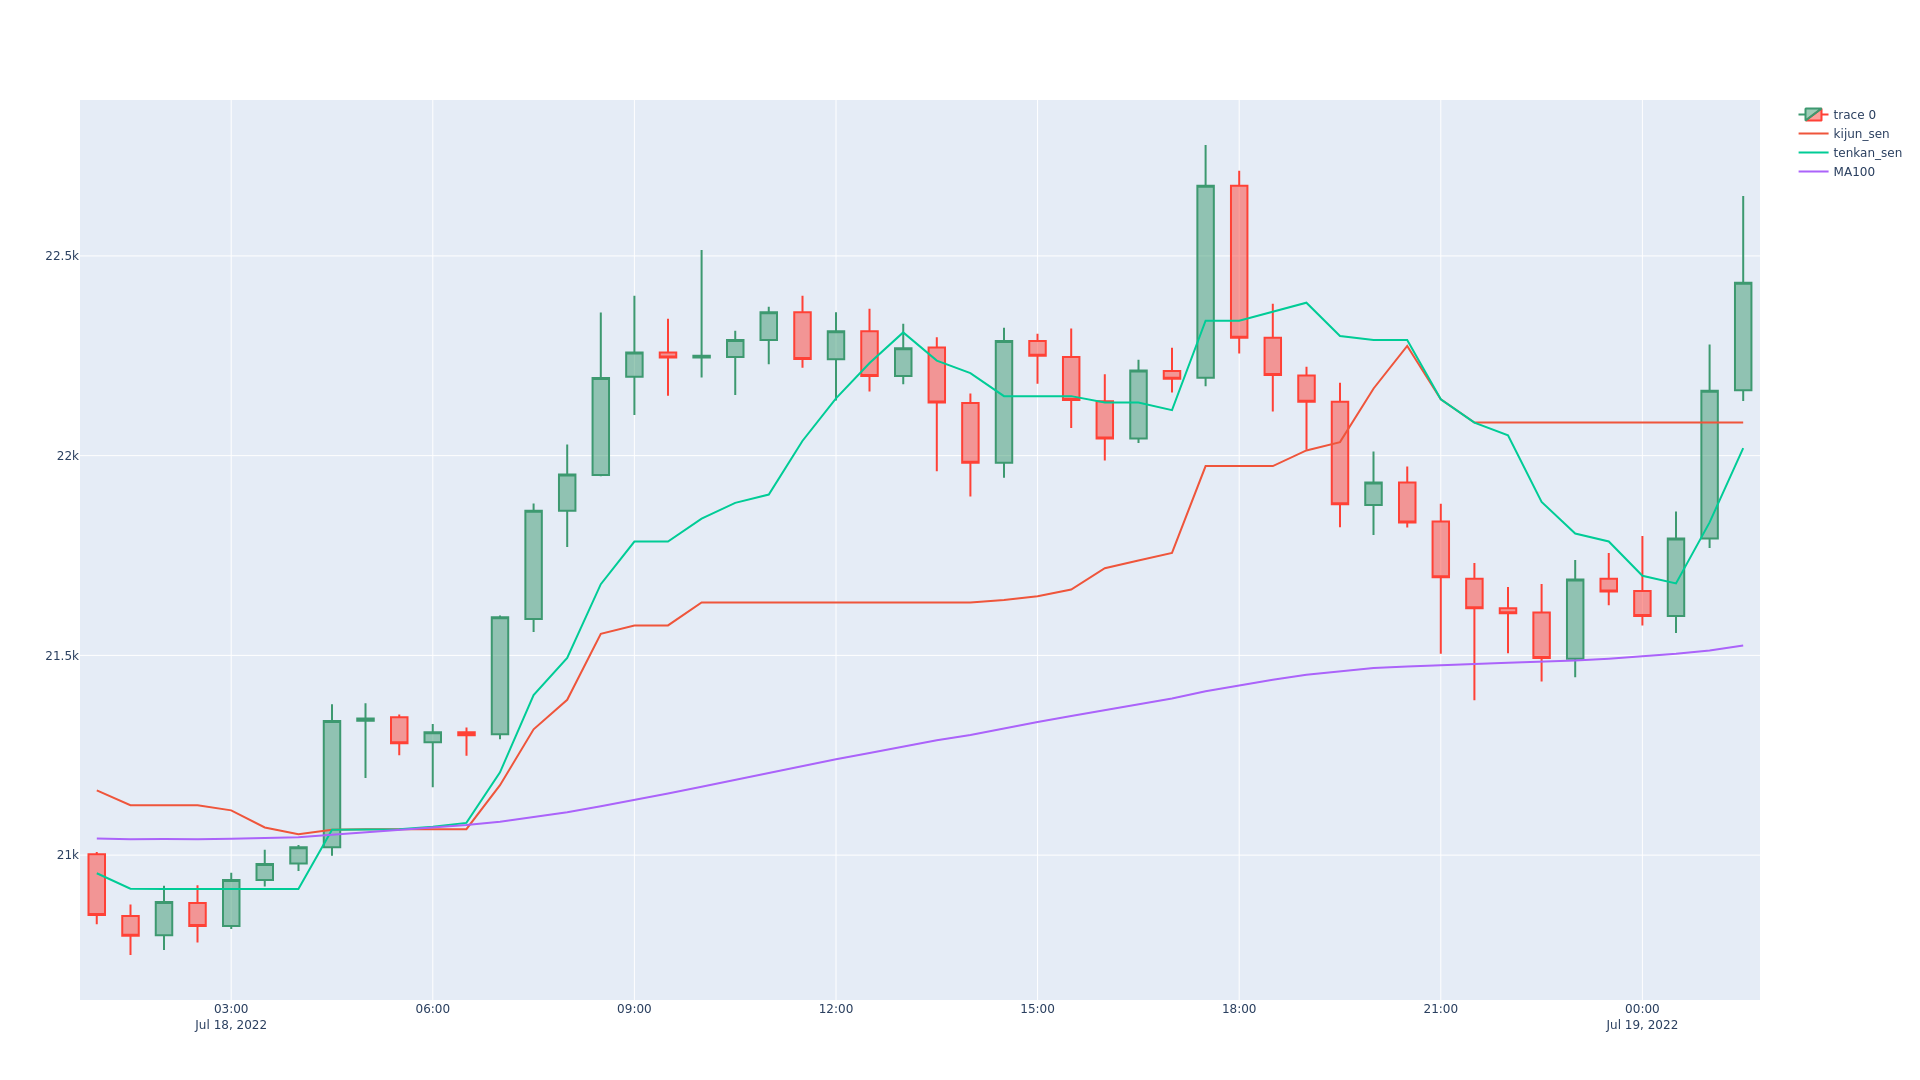 trace 0
kijun_sen
tenkan_sen
MA100
22.5k
22k
21.5k
21k
03:00 06:00 09:00 12:00 15:00 18:00 21:00 00:00
Jul 18, 2022 Jul 19, 2022